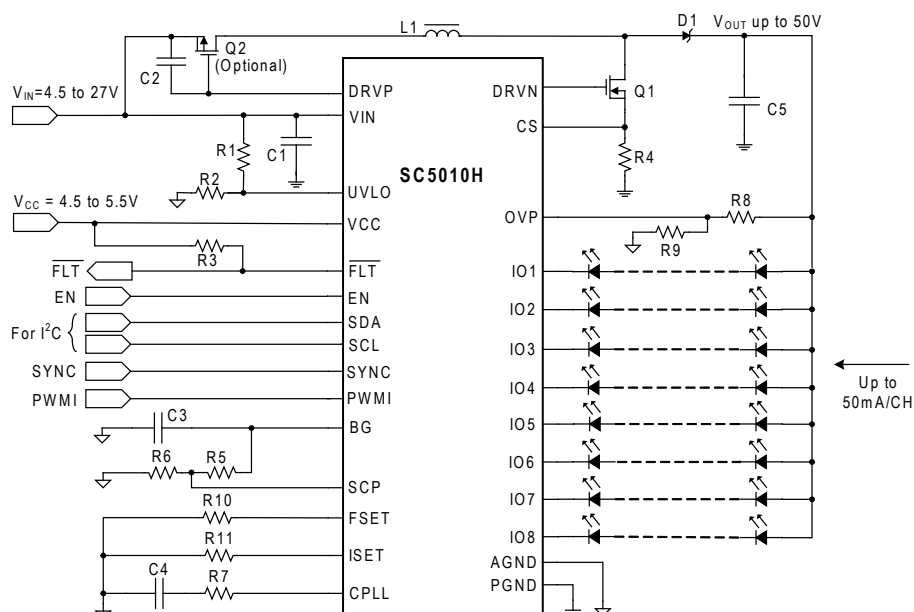 L1
D1
V_OUT up to 50V
Q2
(Optional)
C2
V_IN=4.5 to 27V
DRVP
DRVN
Q1
C5
VIN
CS
R1
C1
R4
SC5010H
R2
UVLO
V_CC = 4.5 to 5.5V
VCC
OVP
R8
R9
R3
FLT
FLT
IO1
EN
EN
IO2
For I²C
SDA
SCL
IO3
SYNC
SYNC
IO4
Up to
50mA/CH
PWMI
PWMI
C3
BG
IO5
R6
R5
IO6
SCP
IO7
R10
FSET
IO8
R11
ISET
AGND
C4
R7
CPLL
PGND